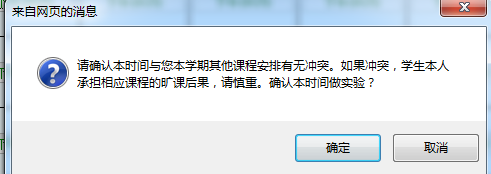 来自网页的消息
请确认本时间与您本学期其他课程安排有无冲突。如果冲突，学生本人
承担相应课程的旷课后果，请慎重。确认本时间做实验？
确定
取消